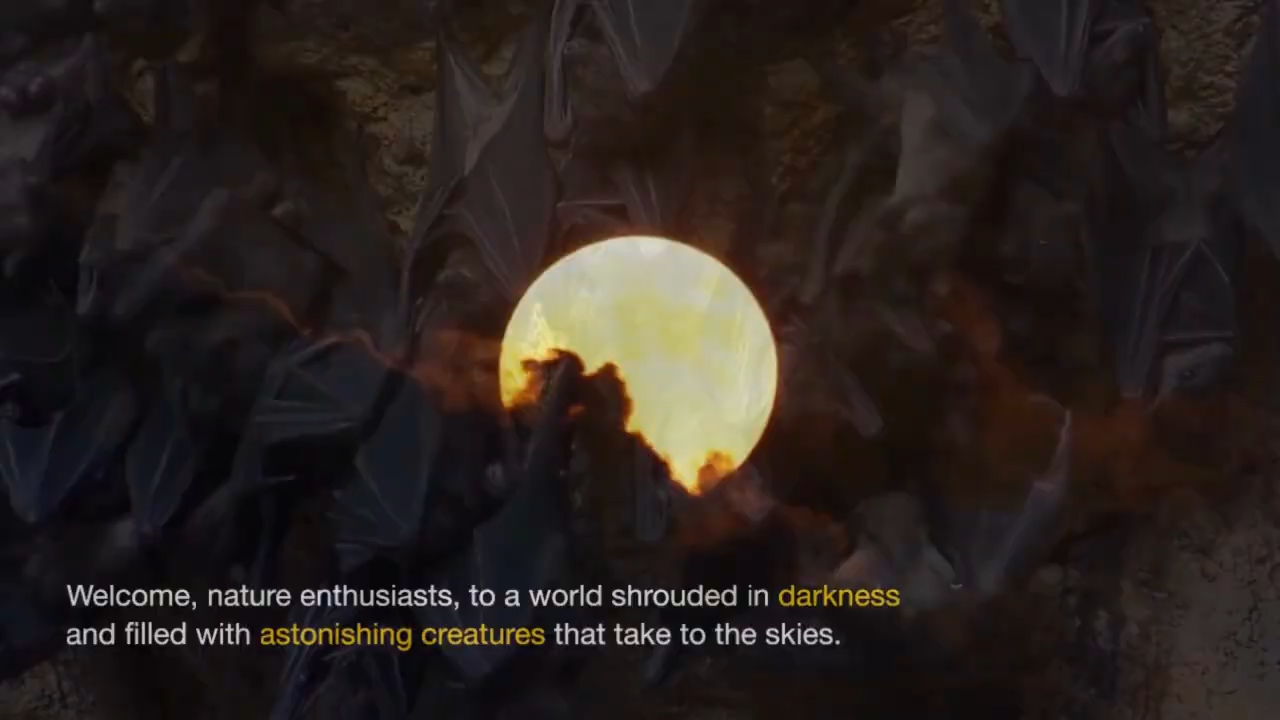 Welcome, nature enthusiasts, to a world shrouded in darkness
and filled with astonishing creatures that take to the skies.